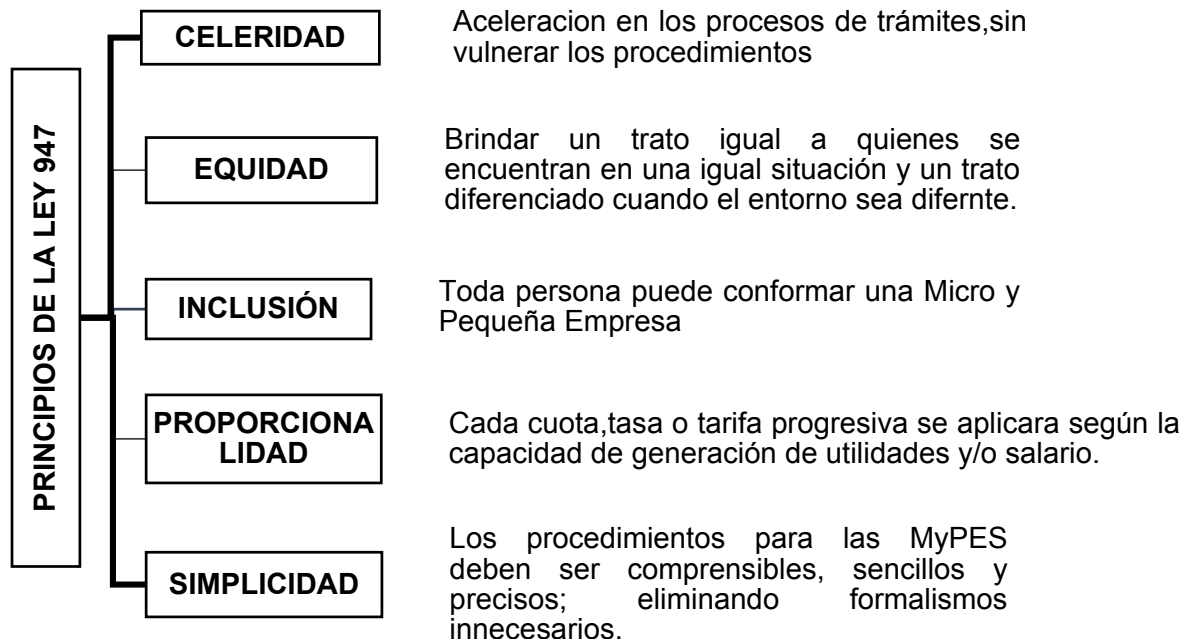 PRINCIPIOS DE LA LEY 947
CELERIDAD
Aceleracion en los procesos de trámites,sin
vulnerar los procedimientos
EQUIDAD
Brindar un trato igual a quienes se
encuentran en una igual situación y un trato
diferenciado cuando el entorno sea difernte.
INCLUSIÓN
Toda persona puede conformar una Micro y
Pequeña Empresa
PROPORCIONA
LIDAD
Cada cuota,tasa o tarifa progresiva se aplicara según la
capacidad de generación de utilidades y/o salario.
SIMPLICIDAD
Los procedimientos para las MyPES
deben ser comprensibles, sencillos y
precisos; eliminando formalismos
innecesarios.